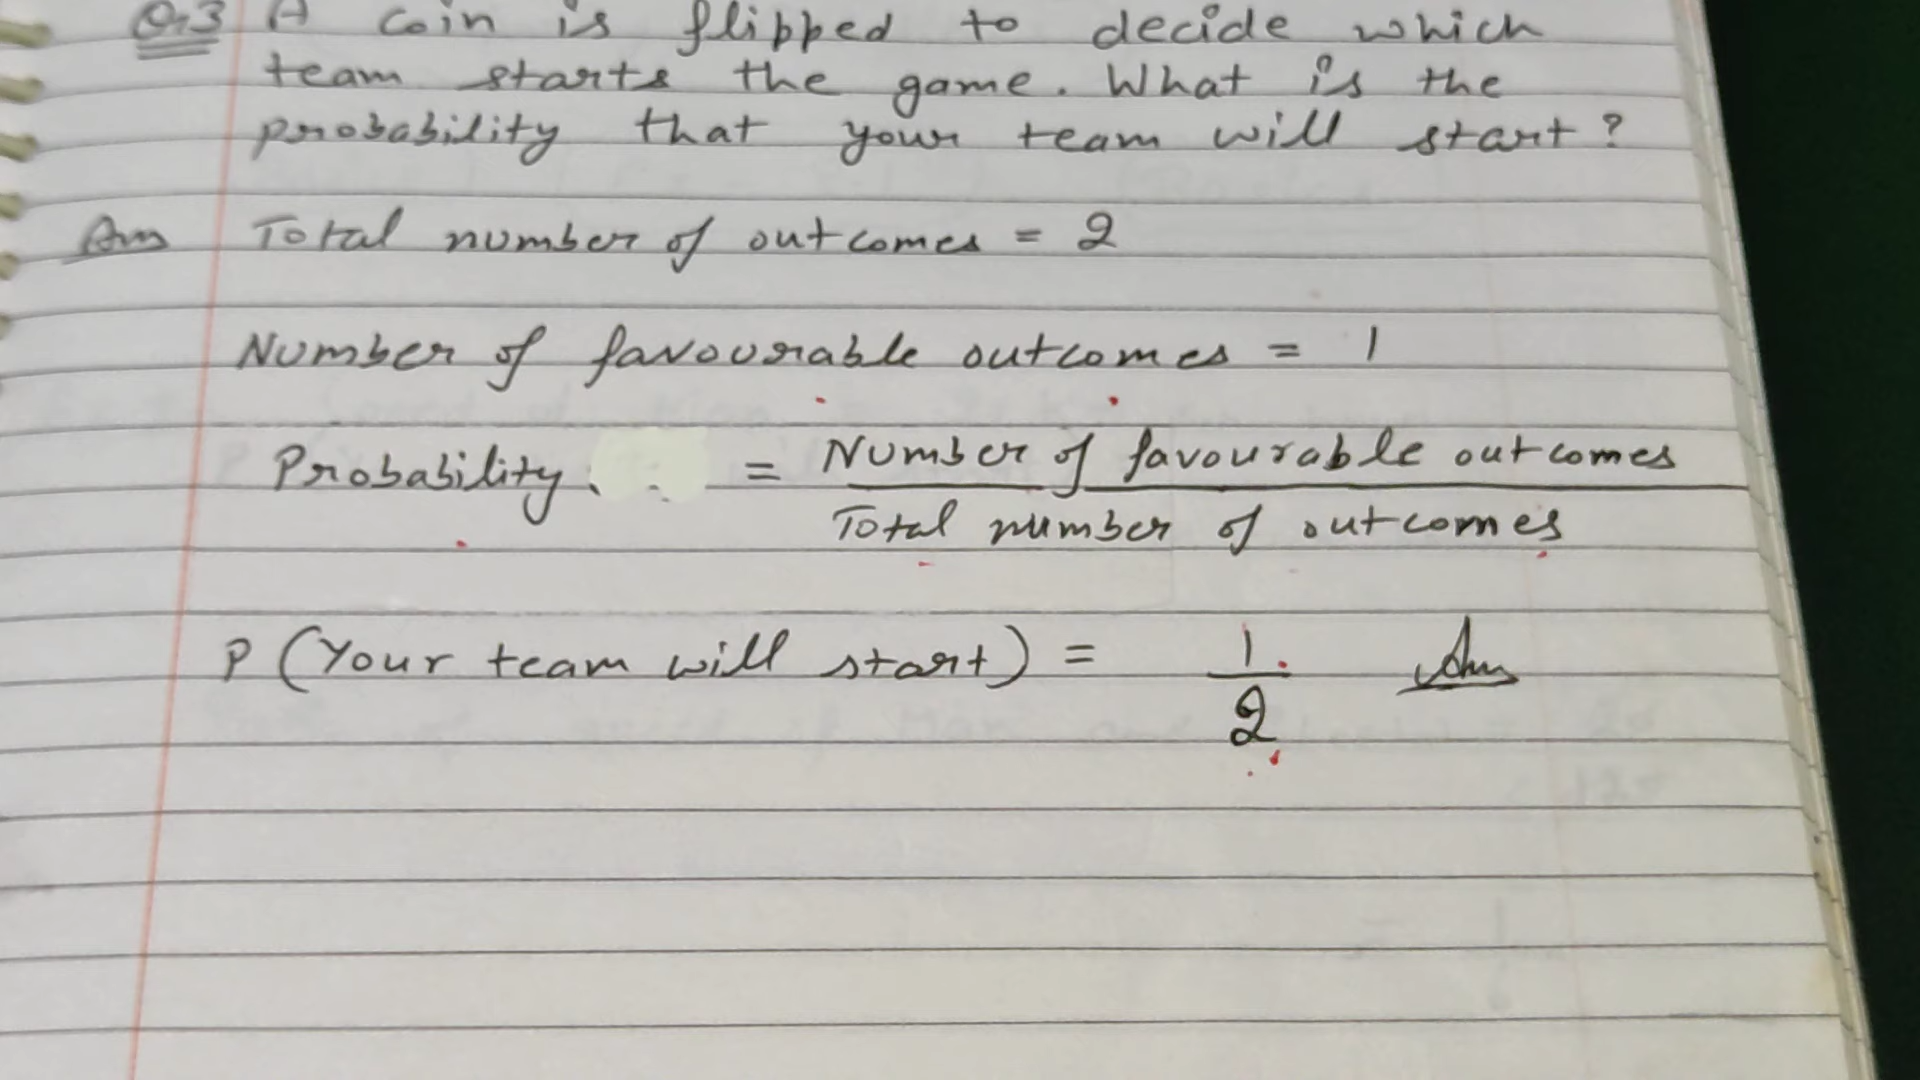 Q.3 A coin is flipped to decide which
team starts the game. What is the
probability that your team will start?
Ans Total number of outcomes = 2
Number of favourable outcomes = 1
Probability = Number of favourable outcomes
Total number of outcomes
P (Your team will start) = 1/2 Ans